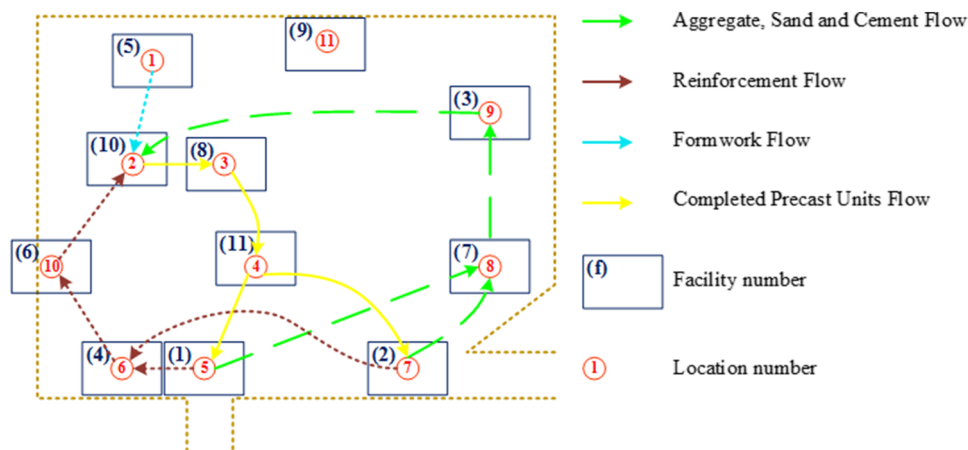 (9) 11
(5) 1
(3) 9
(10) 2
(8) 3
(6) 10
(11) 4
(7) 8
(4) 6
(1) 5
(2) 7
Aggregate, Sand and Cement Flow
Reinforcement Flow
Formwork Flow
Completed Precast Units Flow
(f)
Facility number
1
Location number